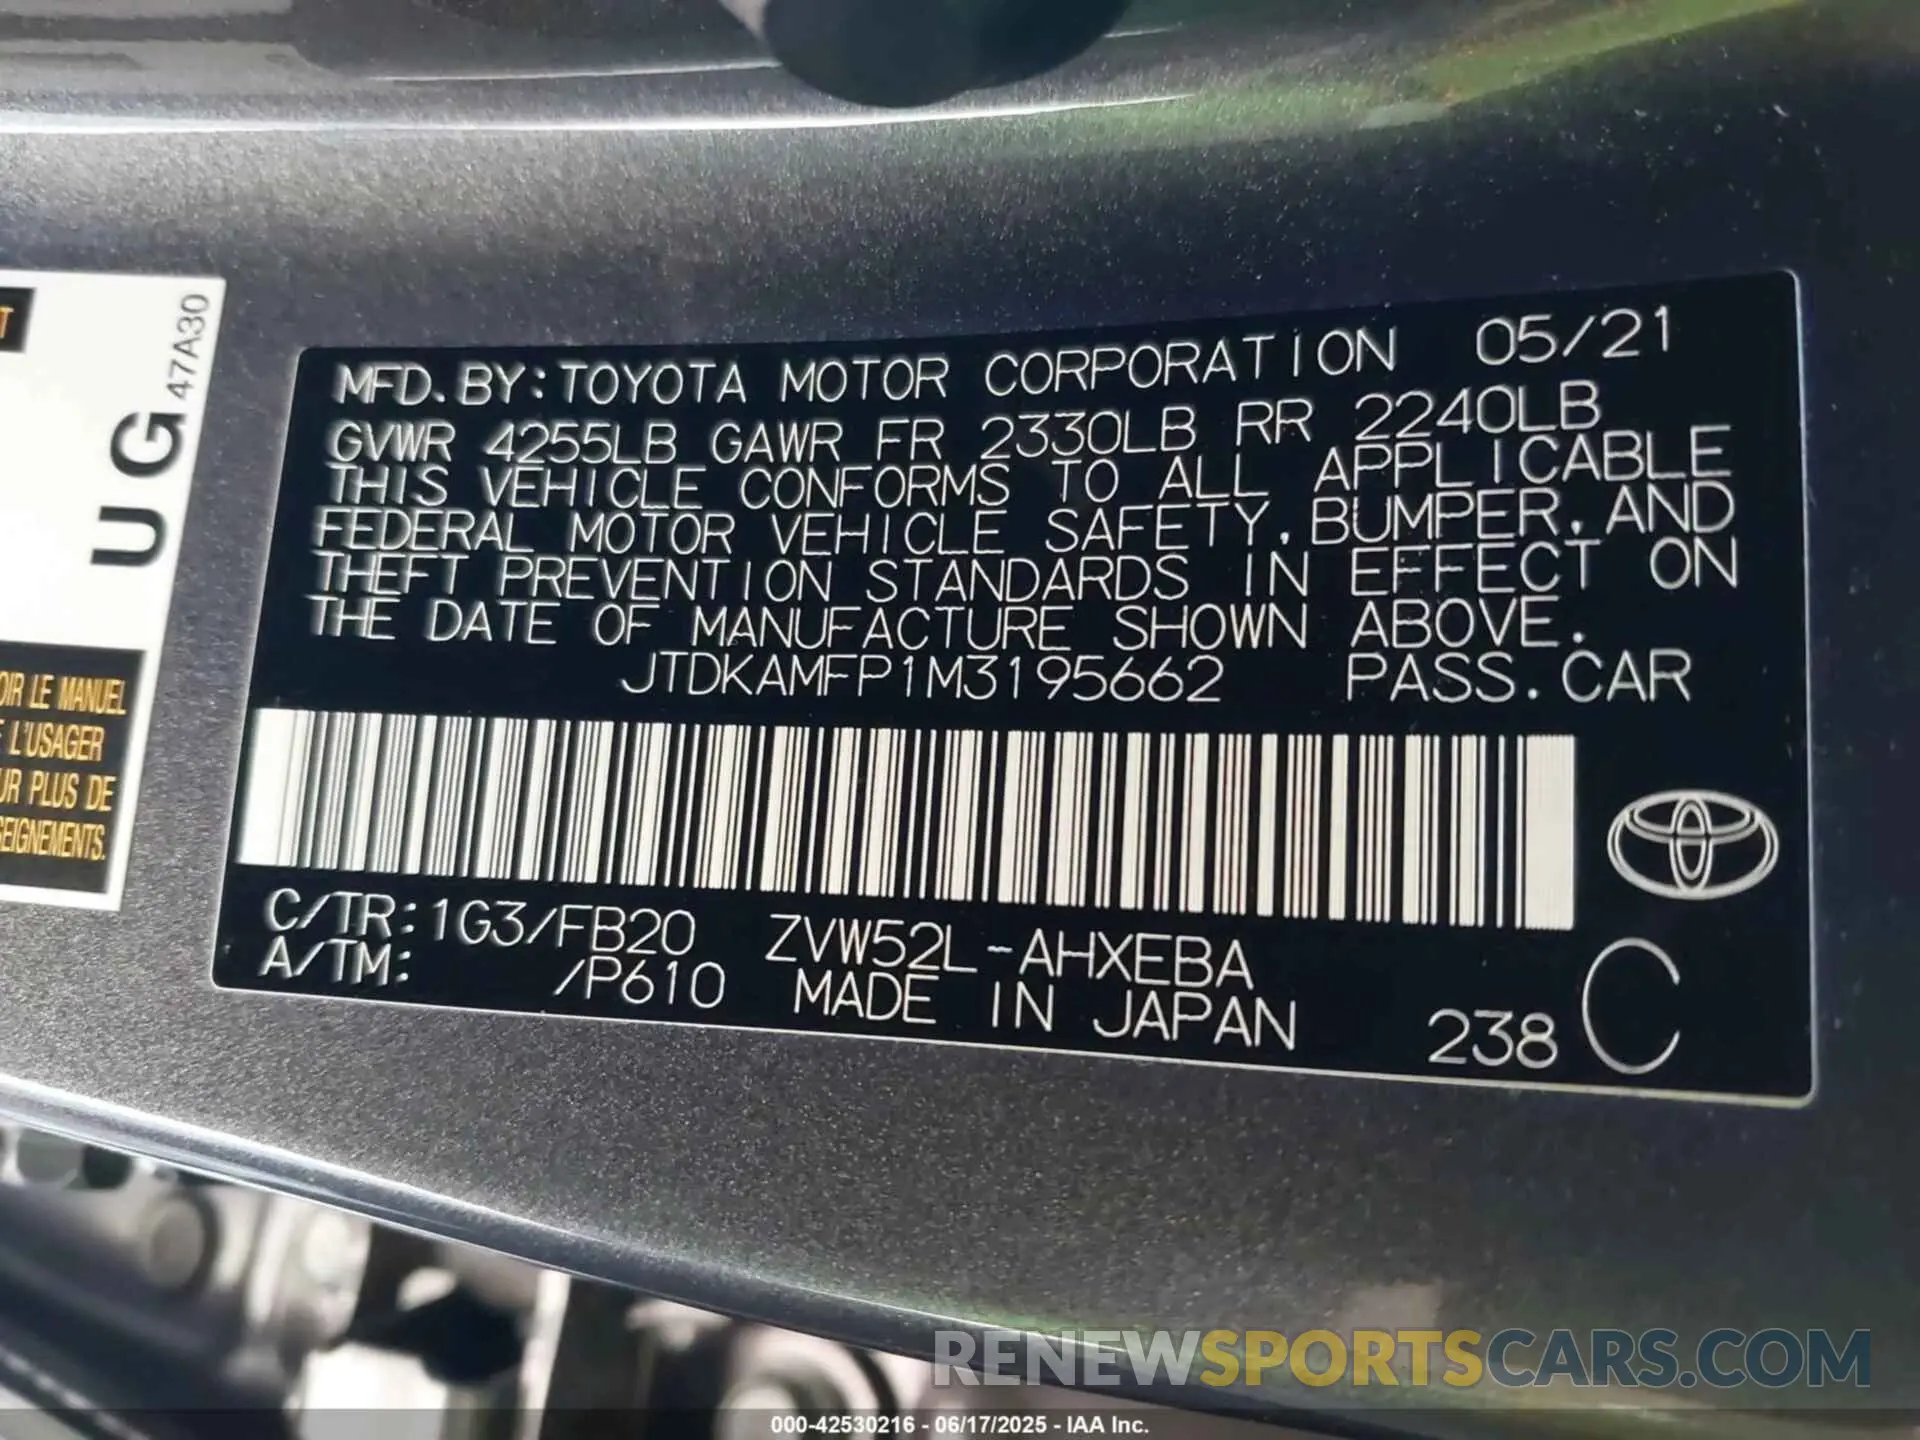 T
47A30
UG
OIR LE MANUEL
L'USAGER
UR PLUS DE
SEIGNEMENTS.
MFD. BY: TOYOTA MOTOR CORPORATION 05/21
GVWR 4255LB GAWR FR 2330LB RR 2240LB
THIS VEHICLE CONFORMS TO ALL APPLICABLE
FEDERAL MOTOR VEHICLE SAFETY, BUMPER, AND
THEFT PREVENTION STANDARDS IN EFFECT ON
THE DATE OF MANUFACTURE SHOWN ABOVE.
JTDKAMFP1M3195662 PASS. CAR
C/TR: 1G3/FB20 ZVW52L-AHXEBA
A/TM: /P610 MADE IN JAPAN 238 C
RENEWSPORTSCARS.COM
000-42530216 - 06/17/2025 - IAA Inc.